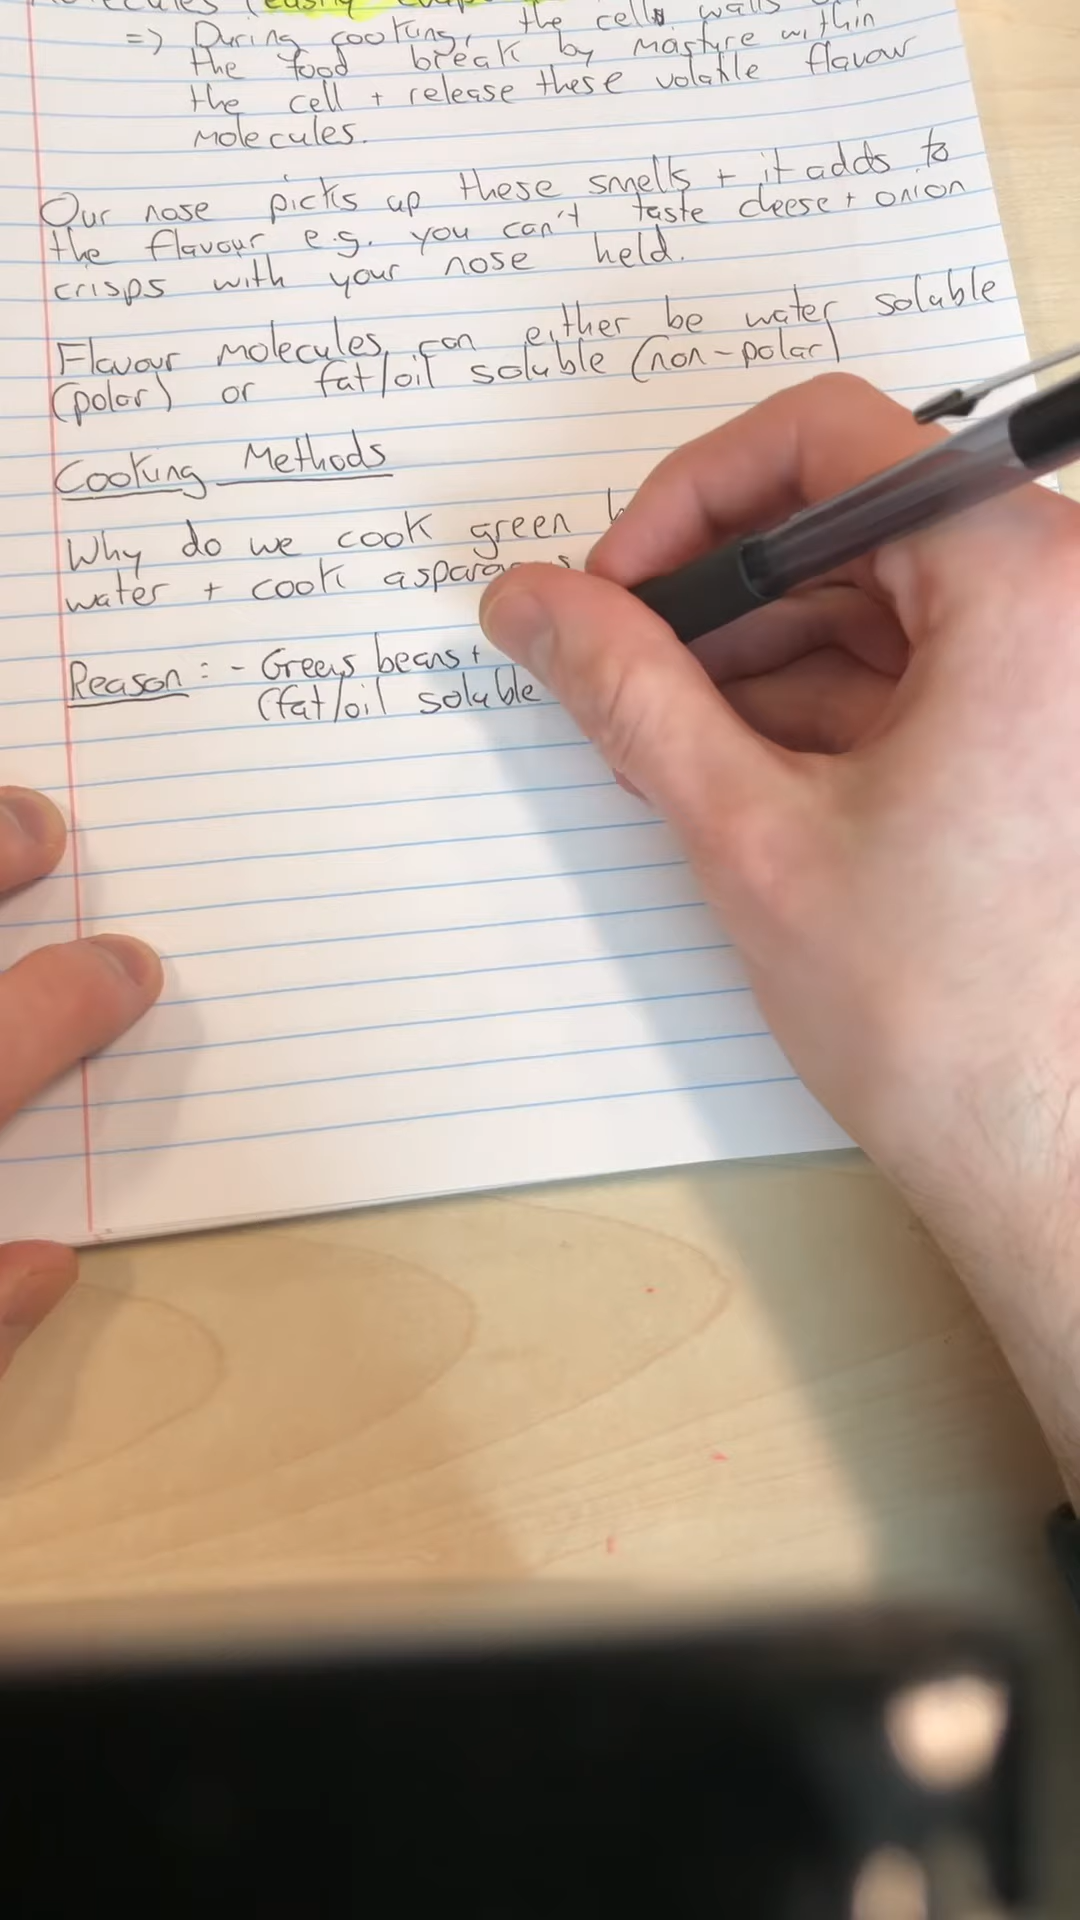 => During cooking, the cell walls
the food break by mosture within
the cell + release these volatile flavour
molecules.
Our nose picks up these smells + it adds to
the flavour e.g. you can't taste cheese + onion
crisps with your nose held.
Flavour molecules can either be water soluble
(polar) or fat/oil soluble (non-polar)
Cooking Methods
Why do we cook green
water + cook asparagus
Reason : - Greens beans +
(fat/oil soluble